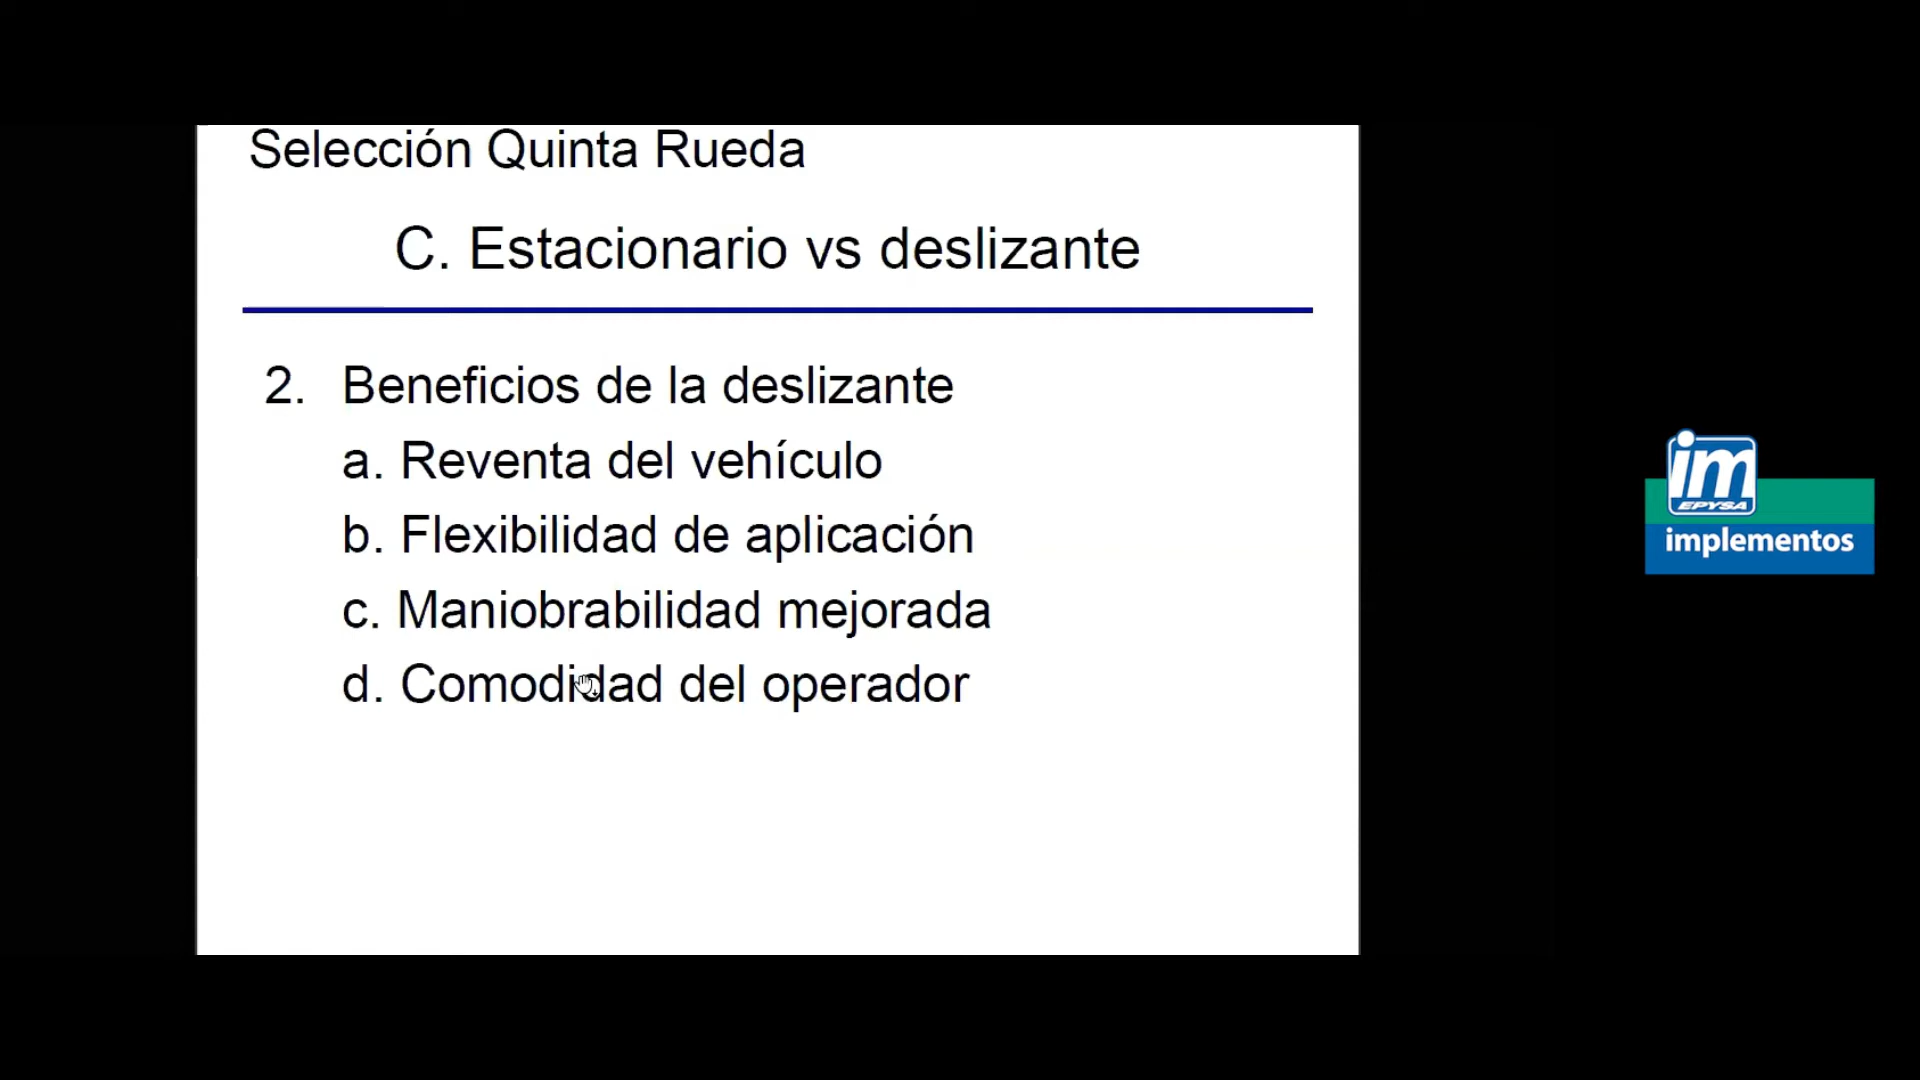 Selección Quinta Rueda
C. Estacionario vs deslizante
2. Beneficios de la deslizante
a. Reventa del vehículo
b. Flexibilidad de aplicación
c. Maniobrabilidad mejorada
d. Comodidad del operador
im
EPYSA
implementos